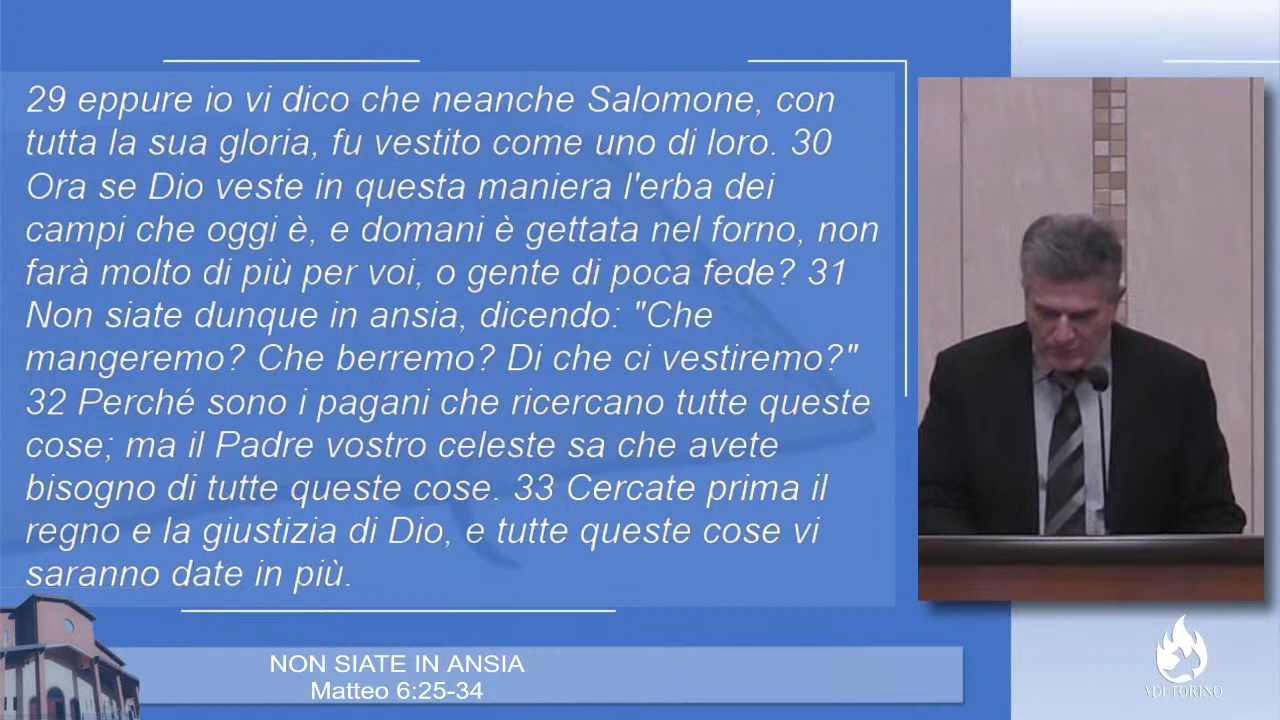 29 eppure io vi dico che neanche Salomone, con
tutta la sua gloria, fu vestito come uno di loro. 30
Ora se Dio veste in questa maniera l'erba dei
campi che oggi è, e domani è gettata nel forno, non
farà molto di più per voi, o gente di poca fede? 31
Non siate dunque in ansia, dicendo: "Che
mangeremo? Che berremo? Di che ci vestiremo?"
32 Perché sono i pagani che ricercano tutte queste
cose; ma il Padre vostro celeste sa che avete
bisogno di tutte queste cose. 33 Cercate prima il
regno e la giustizia di Dio, e tutte queste cose vi
saranno date in più.
NON SIATE IN ANSIA
Matteo 6:25-34
ADI TORINO